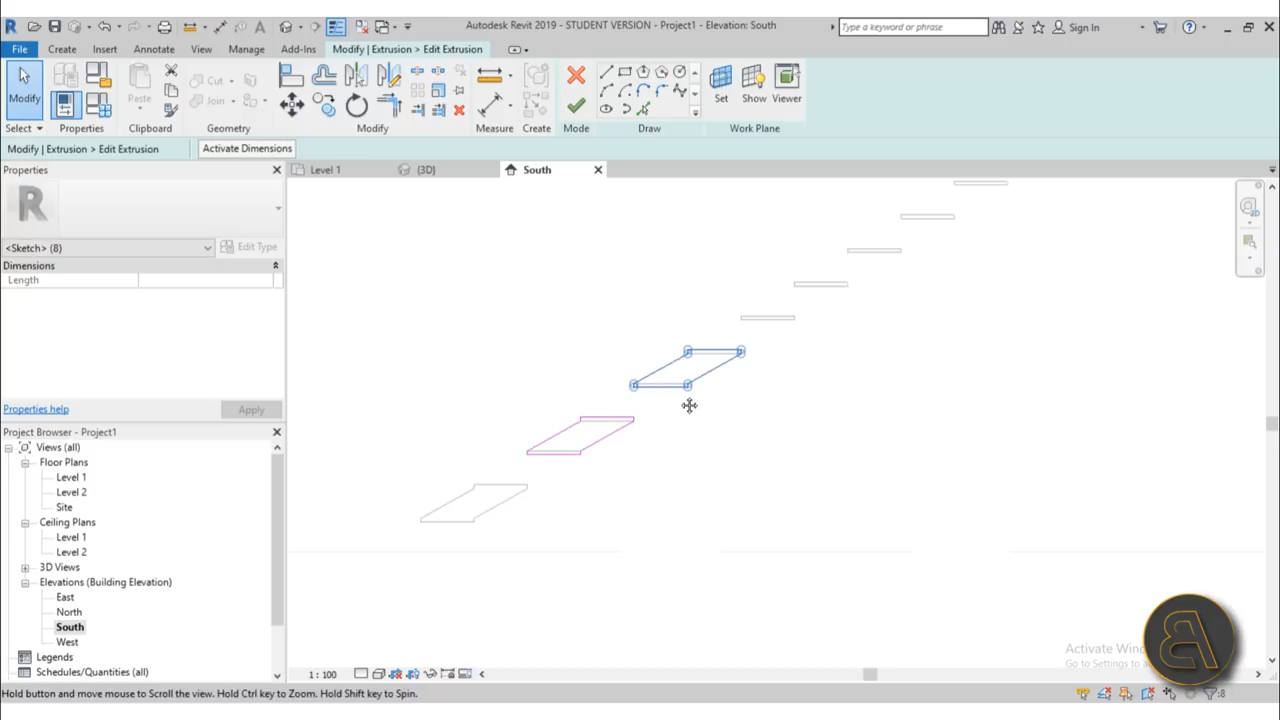 Autodesk Revit 2019 - STUDENT VERSION - Project1 - Elevation: South
Type a keyword or phrase
Sign In
File Create Insert Annotate View Manage Add-Ins Modify | Extrusion > Edit Extrusion
Modify
Paste
Cut
Join
Set Show Viewer
Select Properties Clipboard Geometry Modify Measure Create Mode Draw Work Plane
Modify | Extrusion > Edit Extrusion
Activate Dimensions
Properties
Level 1
{3D}
South
R
<Sketch> (8)
Edit Type
Dimensions
Length
2D
Properties help
Apply
Project Browser - Project1
Views (all)
Floor Plans
Level 1
Level 2
Site
Ceiling Plans
Level 1
Level 2
3D Views
Elevations (Building Elevation)
East
North
South
West
Legends
Schedules/Quantities (all)
Activate Wind
Go to Settings to a
1 : 100
Hold button and move mouse to Scroll the view. Hold Ctrl key to Zoom. Hold Shift key to Spin.
:8